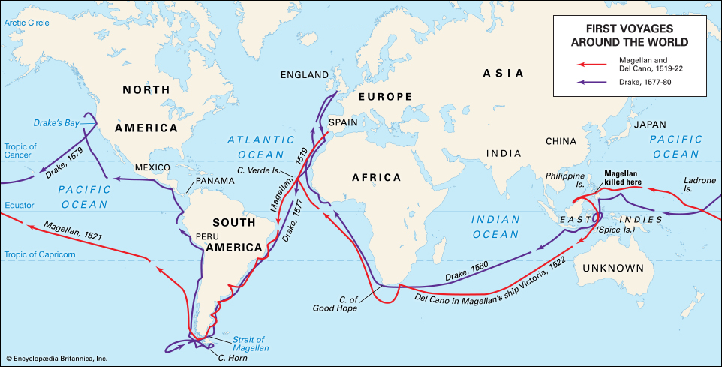 FIRST VOYAGES
AROUND THE WORLD
Magellan and
Del Cano, 1519-22
Drake, 1577-80
Arctic Circle
NORTH
AMERICA
ENGLAND
EUROPE
ASIA
Drake's Bay
SPAIN
JAPAN
ATLANTIC
OCEAN
CHINA
PACIFIC
OCEAN
Tropic of
Cancer
Drake, 1579
MEXICO
C. Verde Is.
Magellan, 1519
INDIA
PACIFIC
OCEAN
PANAMA
AFRICA
Philippine
Is.
Magellan
killed here
Ladrone
Is.
Equator
Drake, 1577
Magellan, 1521
SOUTH
AMERICA
PERU
INDIAN
OCEAN
EAST INDIES
(Spice Is.)
Tropic of Capricorn
Drake, 1580
UNKNOWN
C. of
Good Hope
Del Cano in Magellan's ship Victoria, 1522
Strait of
Magellan
C. Horn
© Encyclopædia Britannica, Inc.